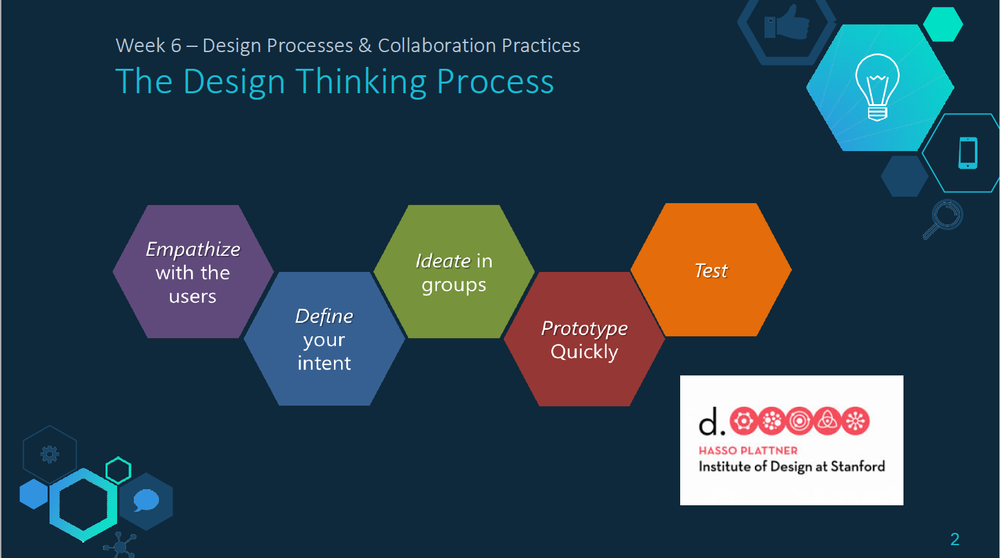 Week 6 – Design Processes & Collaboration Practices
The Design Thinking Process
Empathize
with the
users
Define
your
intent
Ideate in
groups
Prototype
Quickly
Test
d.
HASSO PLATTNER
Institute of Design at Stanford
2